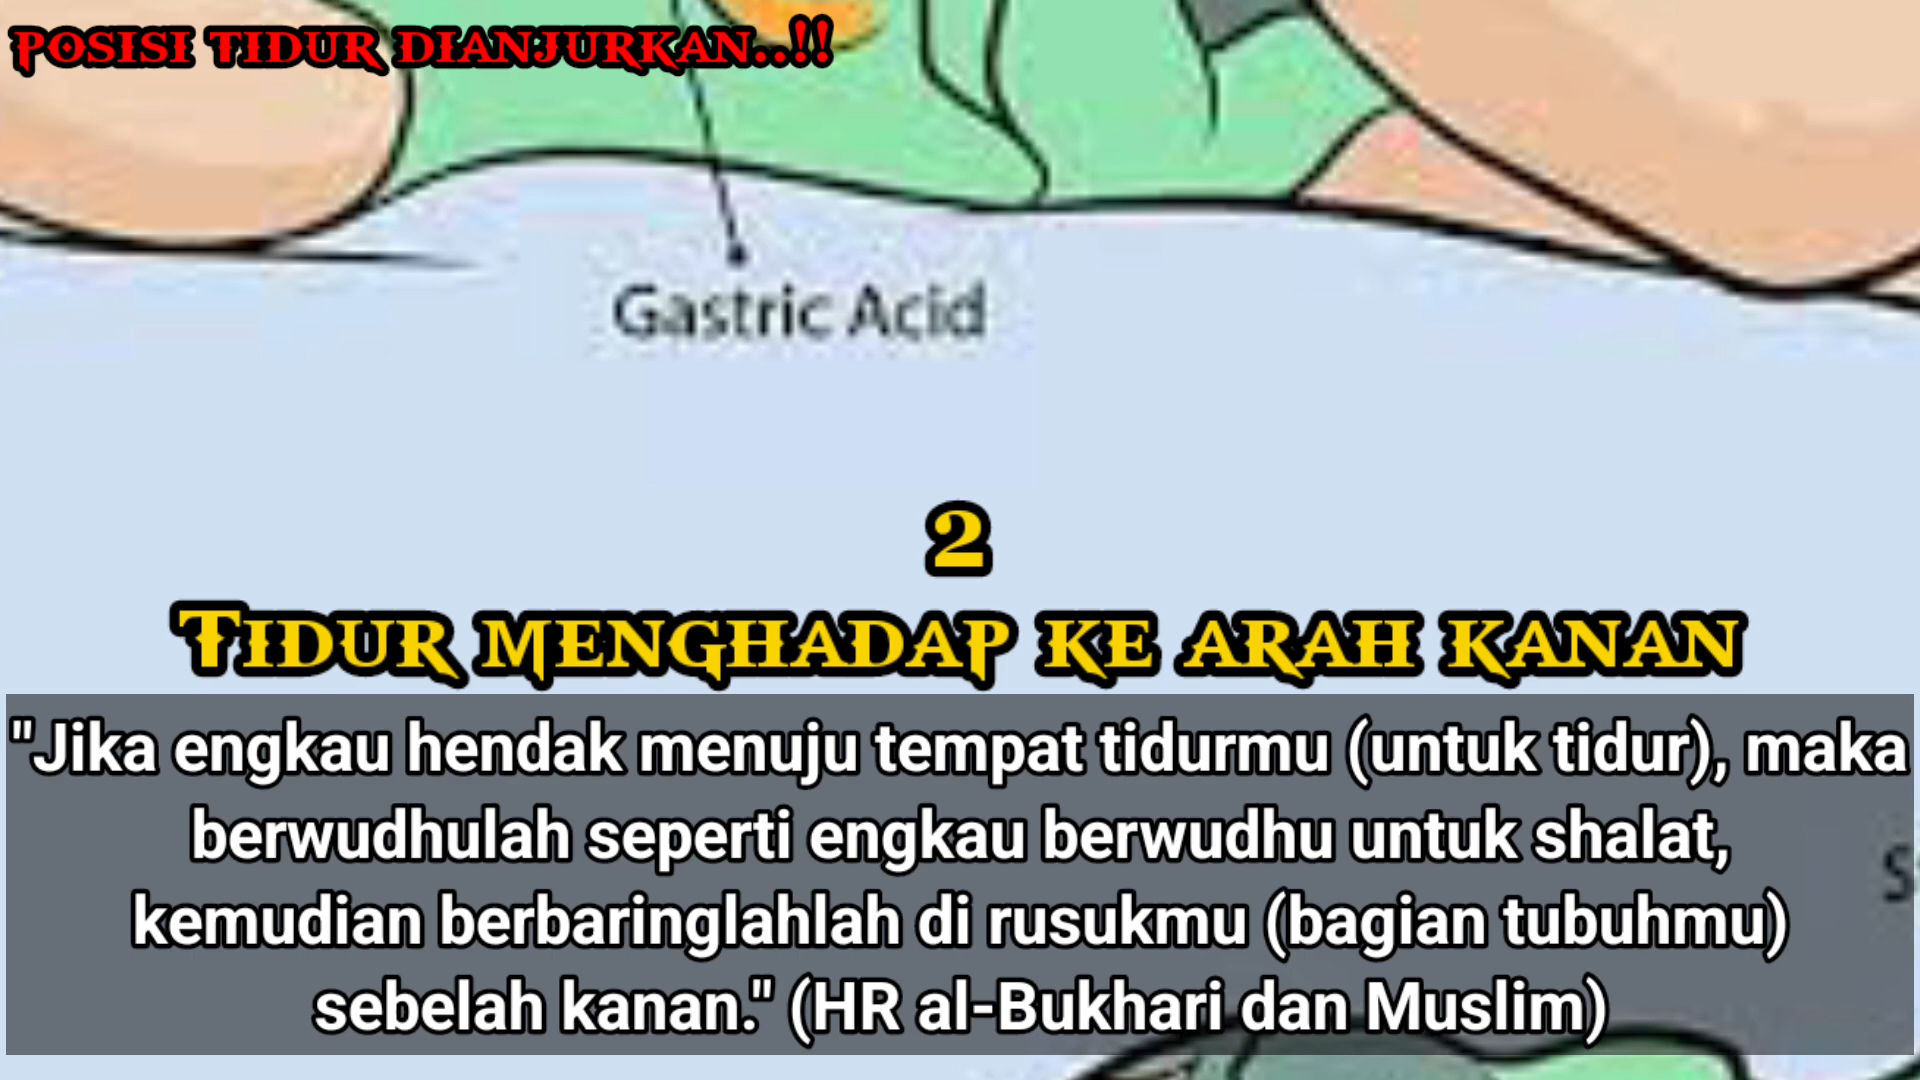 POSISI TIDUR DIANJURKAN..!!
Gastric Acid
2
TIDUR MENGHADAP KE ARAH KANAN
"Jika engkau hendak menuju tempat tidurmu (untuk tidur), maka
berwudhulah seperti engkau berwudhu untuk shalat,
kemudian berbaringlahlah di rusukmu (bagian tubuhmu)
sebelah kanan." (HR al-Bukhari dan Muslim)